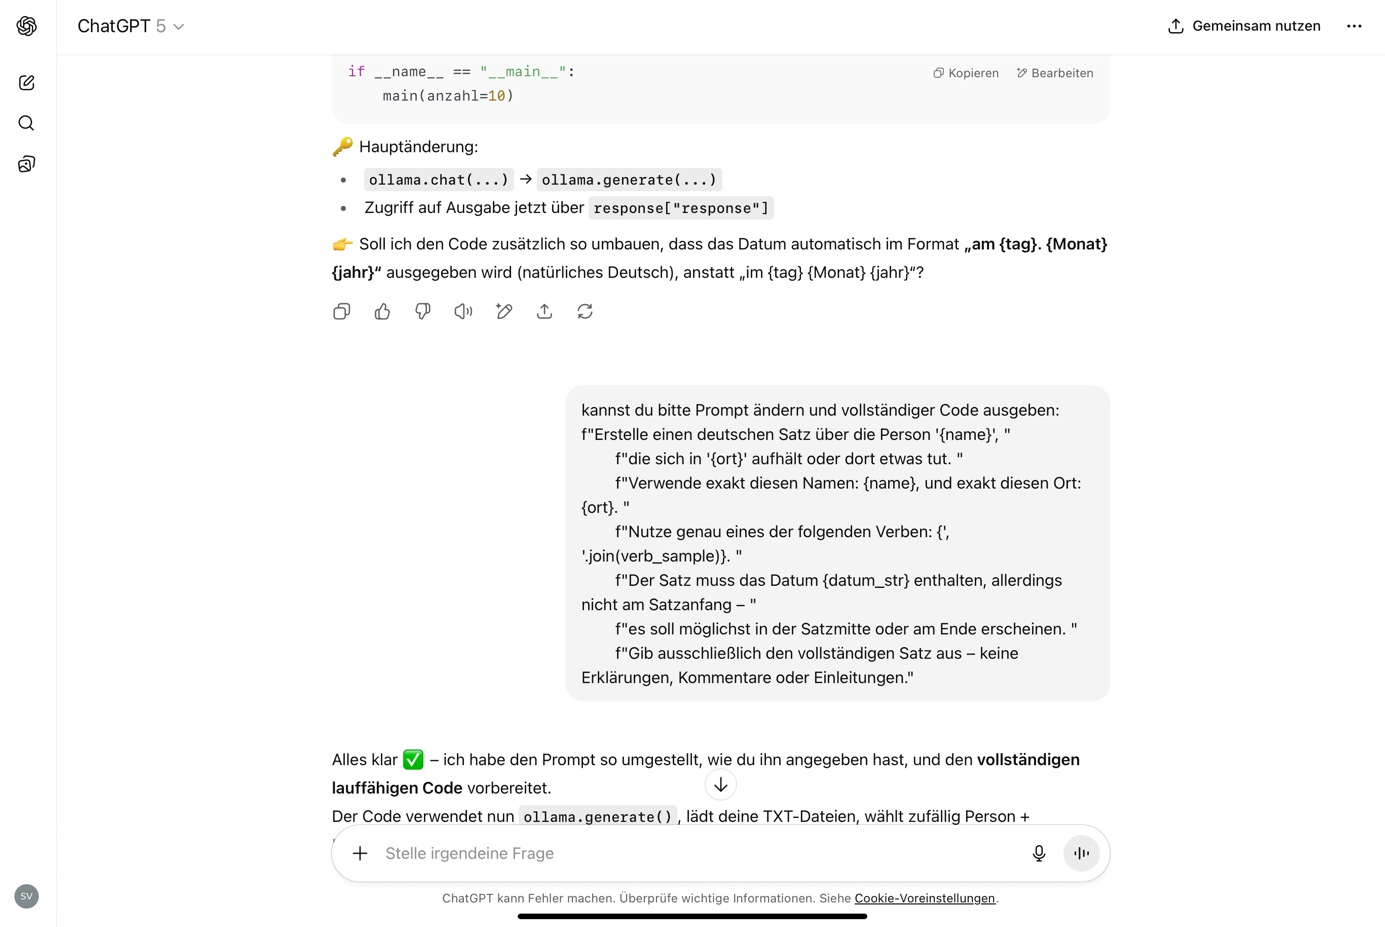 ChatGPT 5
Gemeinsam nutzen
if __name__ == "__main__":
Kopieren
Bearbeiten
main(anzahl=10)
🔑 Hauptänderung:
• ollama.chat(...) → ollama.generate(...)
• Zugriff auf Ausgabe jetzt über response["response"]
👉 Soll ich den Code zusätzlich so umbauen, dass das Datum automatisch im Format „am {tag}. {Monat}
{jahr}“ ausgegeben wird (natürliches Deutsch), anstatt „im {tag} {Monat} {jahr}“?
kannst du bitte Prompt ändern und vollständiger Code ausgeben:
f"Erstelle einen deutschen Satz über die Person '{name}', "
f"die sich in '{ort}' aufhält oder dort etwas tut. "
f"Verwende exakt diesen Namen: {name}, und exakt diesen Ort:
{ort}. "
f"Nutze genau eines der folgenden Verben: {',
'.join(verb_sample)}. "
f"Der Satz muss das Datum {datum_str} enthalten, allerdings
nicht am Satzanfang – "
f"es soll möglichst in der Satzmitte oder am Ende erscheinen. "
f"Gib ausschließlich den vollständigen Satz aus – keine
Erklärungen, Kommentare oder Einleitungen."
Alles klar ✅ – ich habe den Prompt so umgestellt, wie du ihn angegeben hast, und den vollständigen
lauffähigen Code vorbereitet.
Der Code verwendet nun ollama.generate(), lädt deine TXT-Dateien, wählt zufällig Person +
Stelle irgendeine Frage
SV
ChatGPT kann Fehler machen. Überprüfe wichtige Informationen. Siehe Cookie-Voreinstellungen.